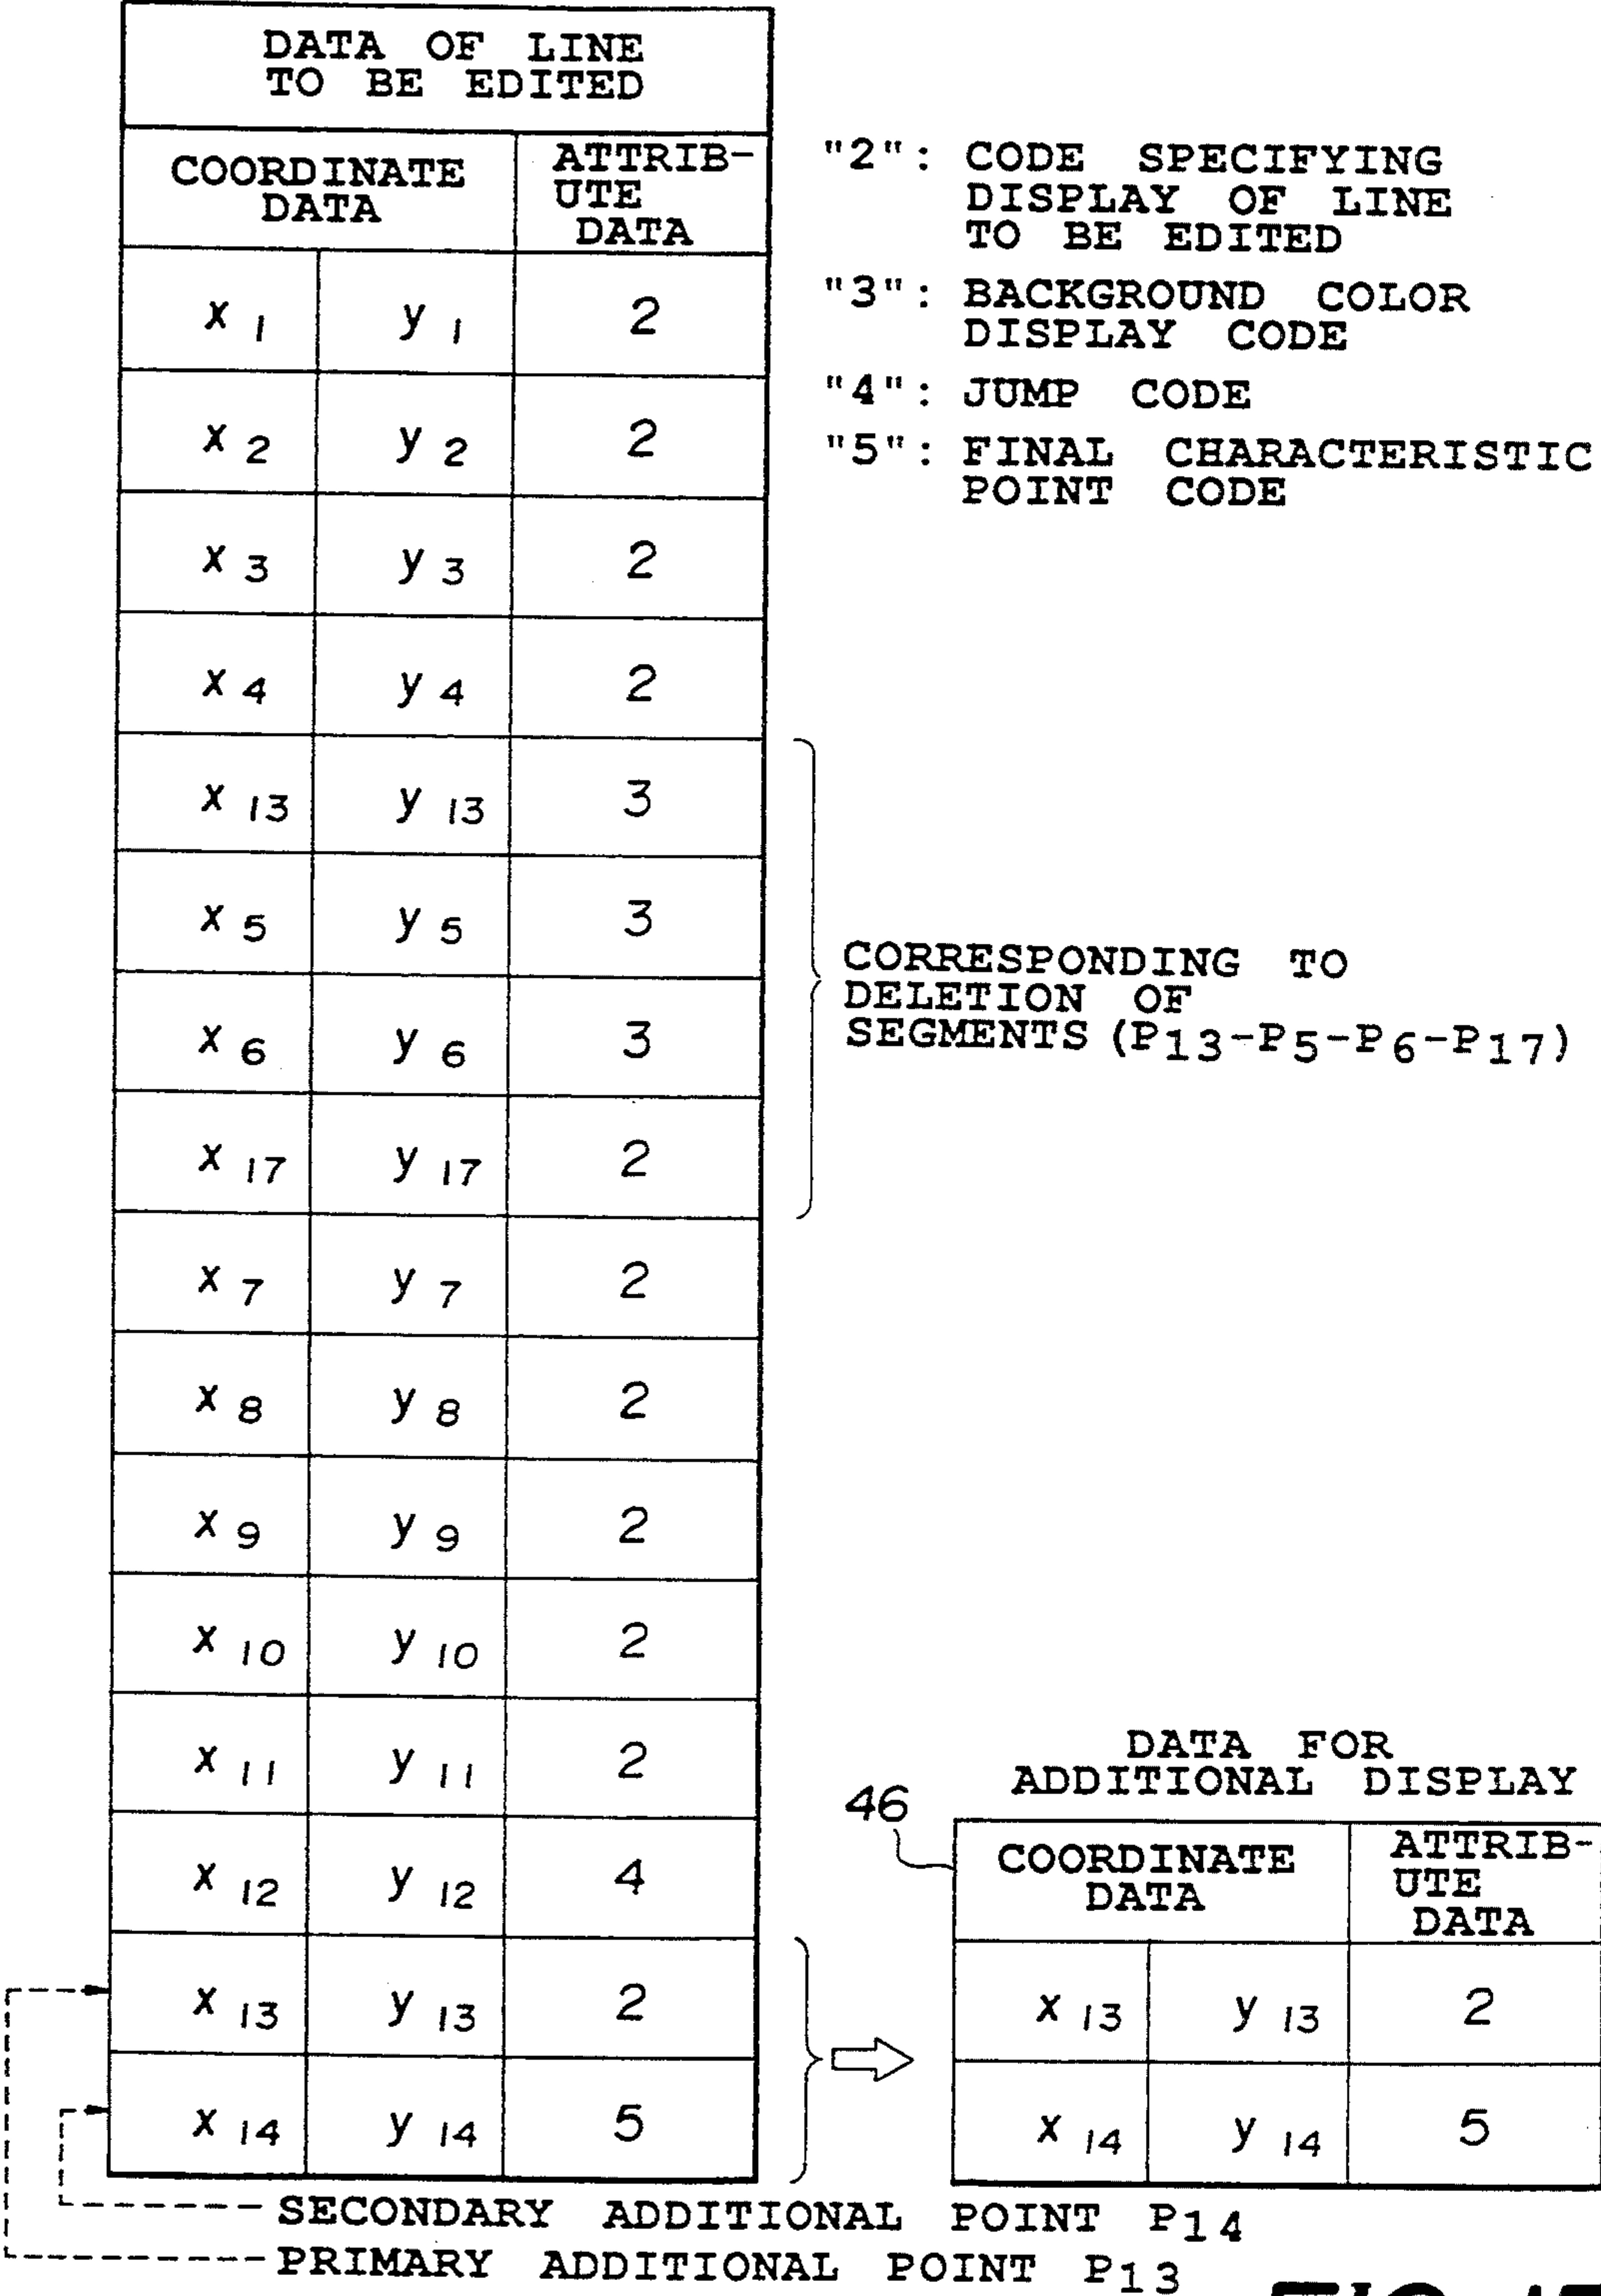 DATA OF LINE
TO BE EDITED
COORDINATE
DATA
ATTRIB-
UTE
DATA
x 1 y 1 2
x 2 y 2 2
x 3 y 3 2
x 4 y 4 2
x 13 y 13 3
x 5 y 5 3
x 6 y 6 3
x 17 y 17 2
x 7 y 7 2
x 8 y 8 2
x 9 y 9 2
x 10 y 10 2
x 11 y 11 2
x 12 y 12 4
x 13 y 13 2
x 14 y 14 5
"2": CODE SPECIFYING
DISPLAY OF LINE
TO BE EDITED
"3": BACKGROUND COLOR
DISPLAY CODE
"4": JUMP CODE
"5": FINAL CHARACTERISTIC
POINT CODE
CORRESPONDING TO
DELETION OF
SEGMENTS (P13-P5-P6-P17)
DATA FOR
ADDITIONAL DISPLAY
46
COORDINATE
DATA
ATTRIB-
UTE
DATA
x 13 y 13 2
x 14 y 14 5
SECONDARY ADDITIONAL POINT P14
PRIMARY ADDITIONAL POINT P13